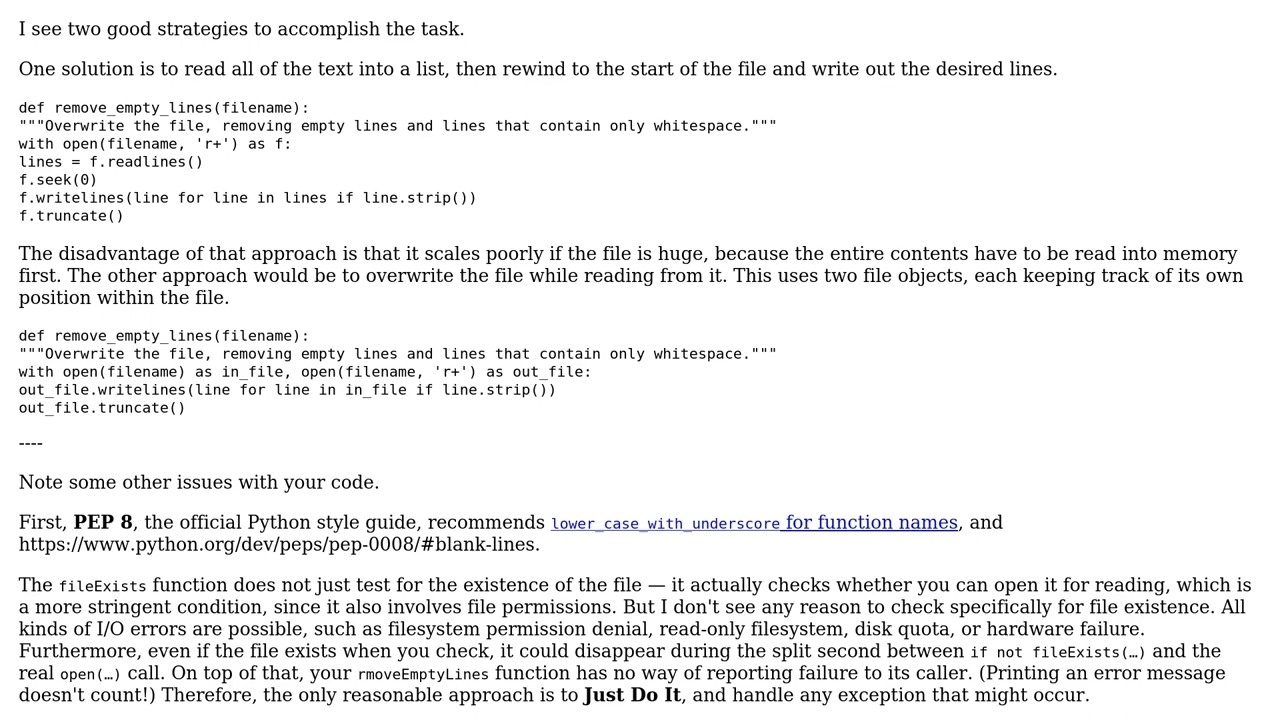 I see two good strategies to accomplish the task.
One solution is to read all of the text into a list, then rewind to the start of the file and write out the desired lines.
def remove_empty_lines(filename):
"""Overwrite the file, removing empty lines and lines that contain only whitespace."""
with open(filename, 'r+') as f:
lines = f.readlines()
f.seek(0)
f.writelines(line for line in lines if line.strip())
f.truncate()
The disadvantage of that approach is that it scales poorly if the file is huge, because the entire contents have to be read into memory
first. The other approach would be to overwrite the file while reading from it. This uses two file objects, each keeping track of its own
position within the file.
def remove_empty_lines(filename):
"""Overwrite the file, removing empty lines and lines that contain only whitespace."""
with open(filename) as in_file, open(filename, 'r+') as out_file:
out_file.writelines(line for line in in_file if line.strip())
out_file.truncate()
----
Note some other issues with your code.
First, PEP 8, the official Python style guide, recommends lower_case_with_underscore for function names, and
https://www.python.org/dev/peps/pep-0008/#blank-lines.
The fileExists function does not just test for the existence of the file — it actually checks whether you can open it for reading, which is
a more stringent condition, since it also involves file permissions. But I don't see any reason to check specifically for file existence. All
kinds of I/O errors are possible, such as filesystem permission denial, read-only filesystem, disk quota, or hardware failure.
Furthermore, even if the file exists when you check, it could disappear during the split second between if not fileExists(…) and the
real open(…) call. On top of that, your rmoveEmptyLines function has no way of reporting failure to its caller. (Printing an error message
doesn't count!) Therefore, the only reasonable approach is to Just Do It, and handle any exception that might occur.